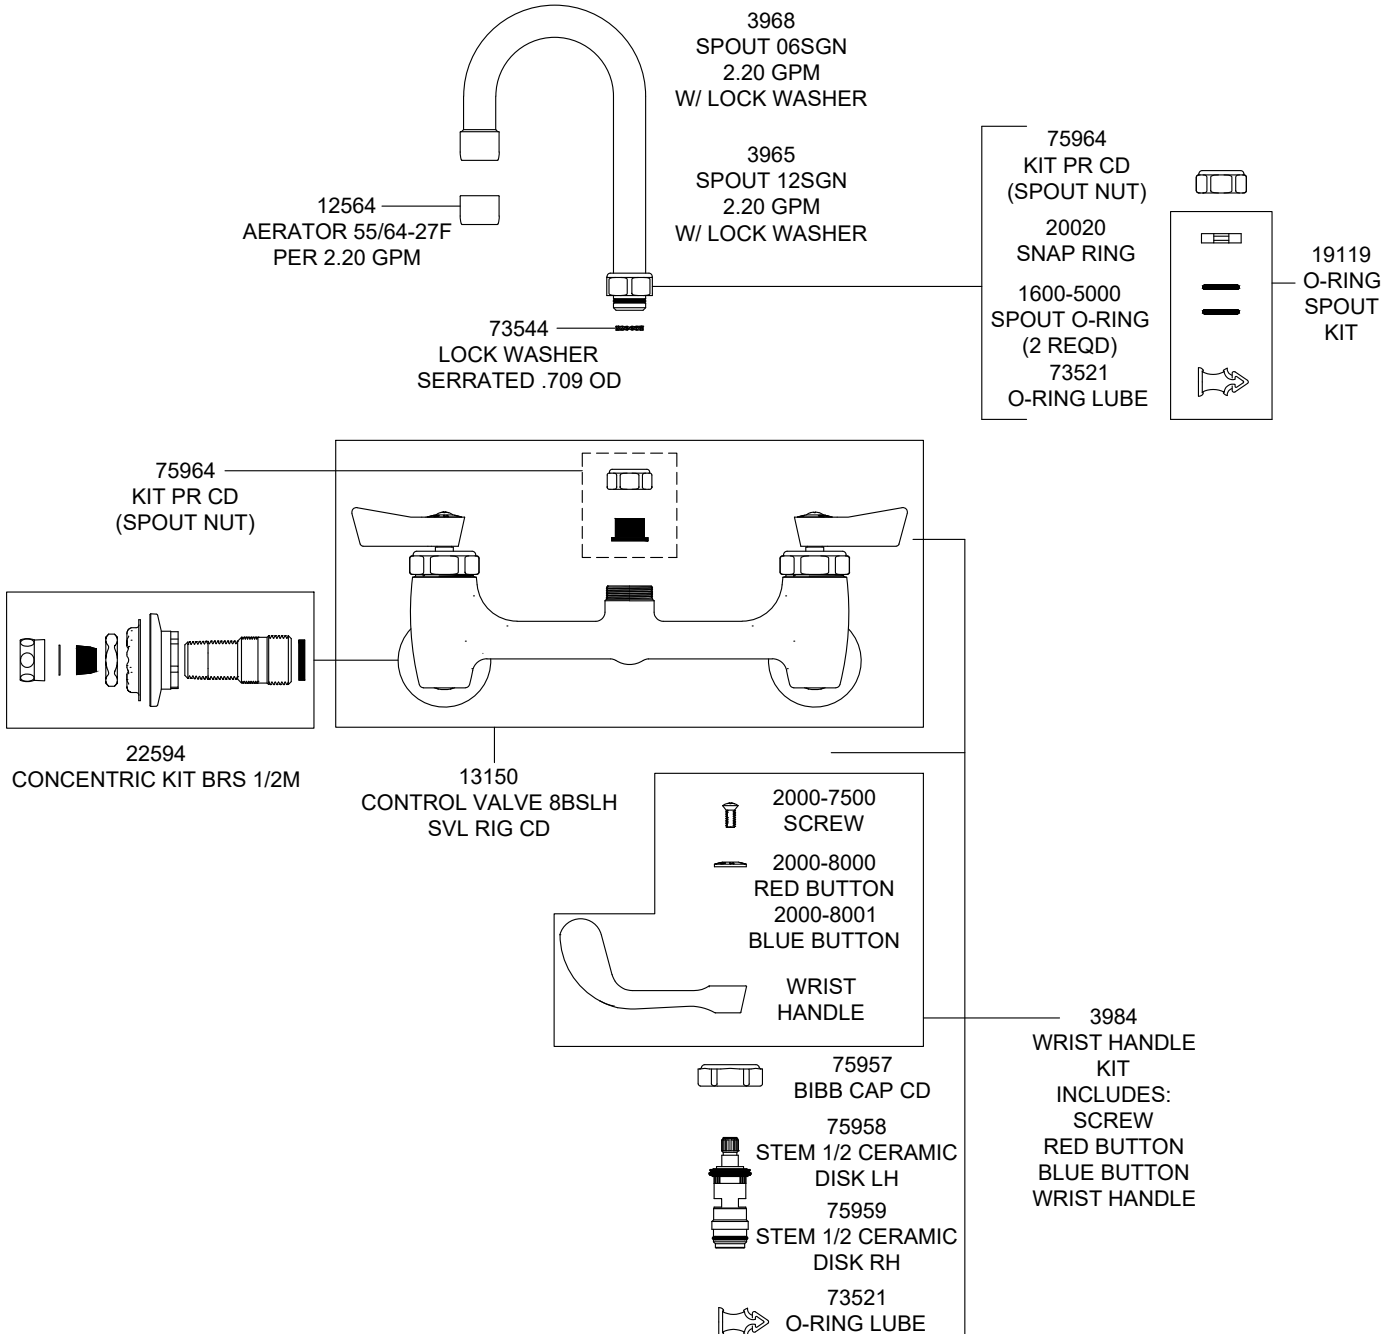 3968
SPOUT 06SGN
2.20 GPM
W/ LOCK WASHER
3965
SPOUT 12SGN
2.20 GPM
W/ LOCK WASHER
12564
AERATOR 55/64-27F
PER 2.20 GPM
73544
LOCK WASHER
SERRATED .709 OD
75964
KIT PR CD
(SPOUT NUT)
20020
SNAP RING
1600-5000
SPOUT O-RING
(2 REQD)
73521
O-RING LUBE
19119
O-RING
SPOUT
KIT
75964
KIT PR CD
(SPOUT NUT)
22594
CONCENTRIC KIT BRS 1/2M
13150
CONTROL VALVE 8BSLH
SVL RIG CD
2000-7500
SCREW
2000-8000
RED BUTTON
2000-8001
BLUE BUTTON
WRIST
HANDLE
3984
WRIST HANDLE
KIT
INCLUDES:
SCREW
RED BUTTON
BLUE BUTTON
WRIST HANDLE
75957
BIBB CAP CD
75958
STEM 1/2 CERAMIC
DISK LH
75959
STEM 1/2 CERAMIC
DISK RH
73521
O-RING LUBE